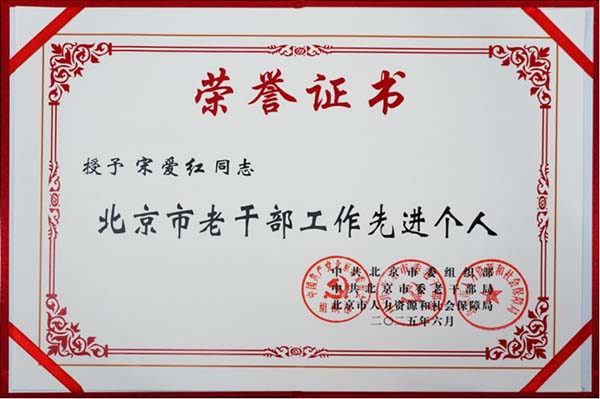 荣誉证书
授予 宋爱红 同志
北京市老干部工作先进个人
中共北京市委组织部
中共北京市委老干部局
北京市人力资源和社会保障局
二〇二五年六月